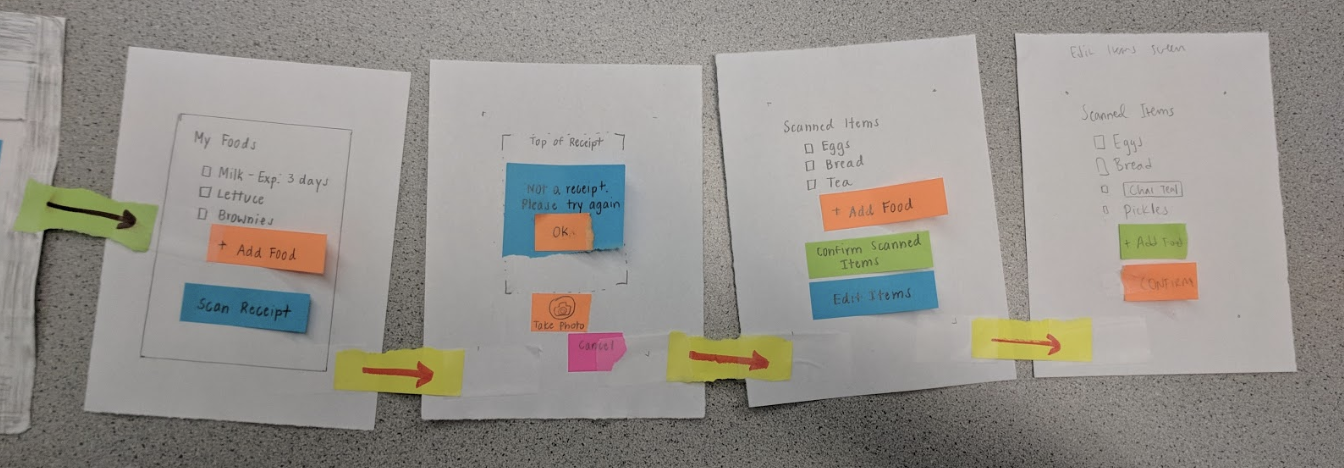 My Foods
Milk - Exp: 3 days
Lettuce
Brownies
+ Add Food
Scan Receipt
Top of Receipt
Not a receipt.
Please try again
OK
Take Photo
Cancel
Scanned Items
Eggs
Bread
Tea
+ Add Food
Confirm Scanned
Items
Edit Items
Edit Items Screen
Scanned Items
Eggs
Bread
Chai Tea
Pickles
+ Add Food
CONFIRM